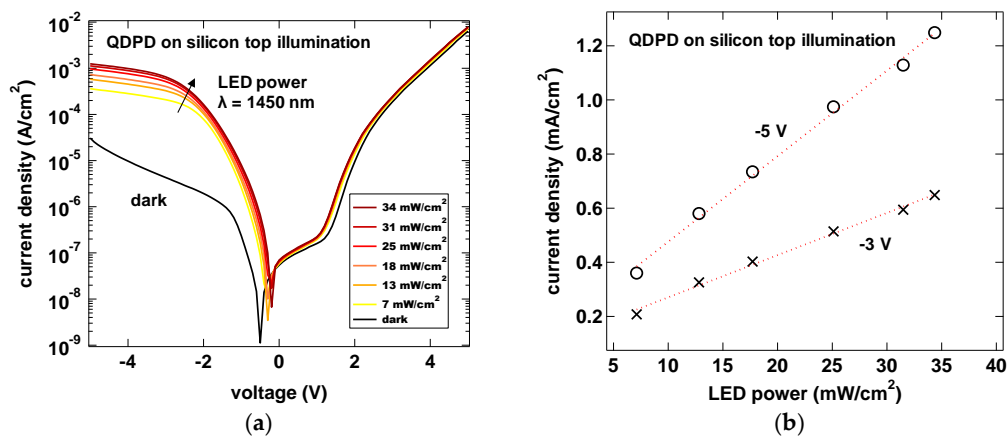 QDPD on silicon top illumination
LED power
λ = 1450 nm
dark
34 mW/cm²
31 mW/cm²
25 mW/cm²
18 mW/cm²
13 mW/cm²
7 mW/cm²
dark
current density (A/cm²)
10⁻²
10⁻³
10⁻⁴
10⁻⁵
10⁻⁶
10⁻⁷
10⁻⁸
10⁻⁹
-4 -2 0 2 4
voltage (V)
(a)
QDPD on silicon top illumination
-5 V
-3 V
current density (mA/cm²)
1.2
1.0
0.8
0.6
0.4
0.2
5 10 15 20 25 30 35 40
LED power (mW/cm²)
(b)